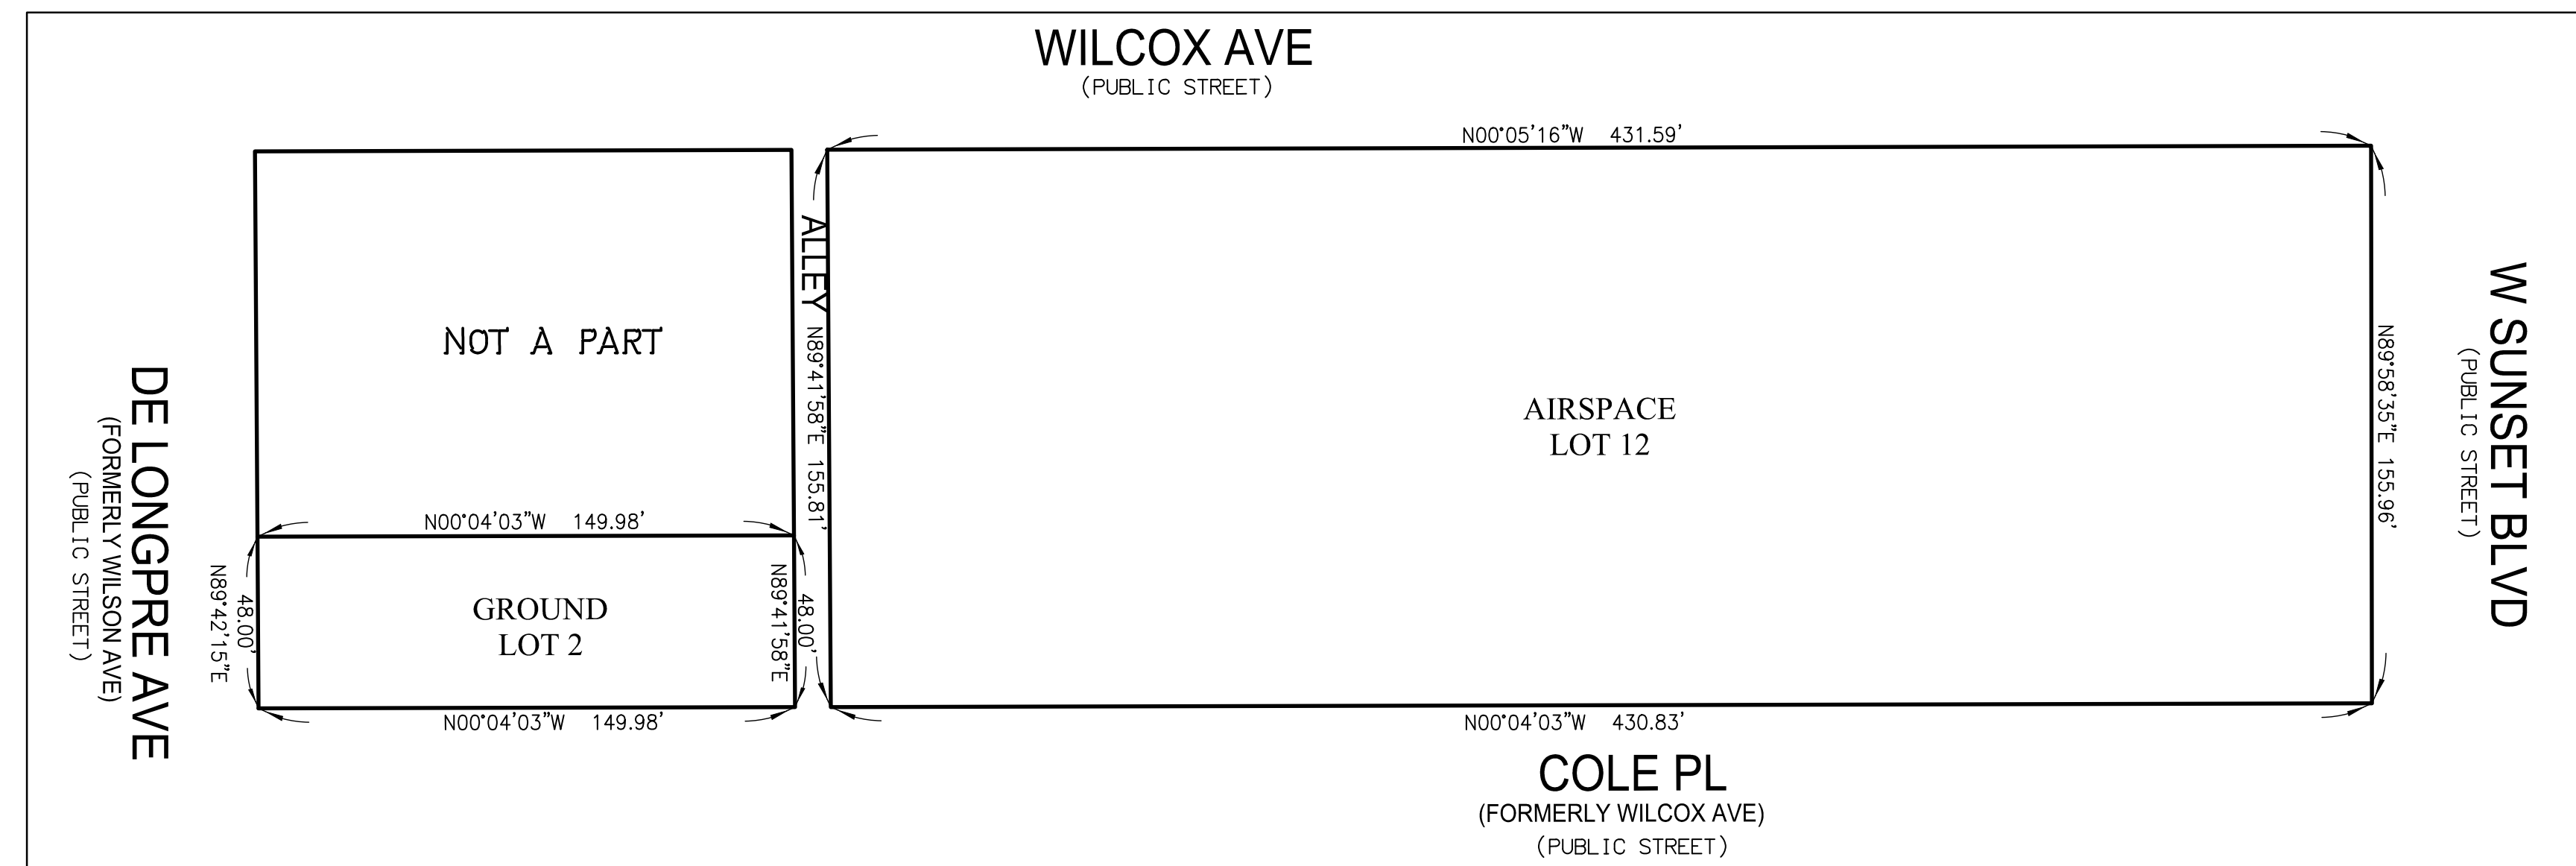 WILCOX AVE
(PUBLIC STREET)
N00°05'16"W 431.59'
ALLEY
N89°41'58"E 155.81'
NOT A PART
AIRSPACE
LOT 12
N89°58'35"E 155.96'
W SUNSET BLVD
(PUBLIC STREET)
DE LONGPRE AVE
(FORMERLY WILSON AVE)
(PUBLIC STREET)
N00°04'03"W 149.98'
48.00'
N89°42'15"E
GROUND
LOT 2
48.00'
N89°41'58"E
N00°04'03"W 149.98'
N00°04'03"W 430.83'
COLE PL
(FORMERLY WILCOX AVE)
(PUBLIC STREET)